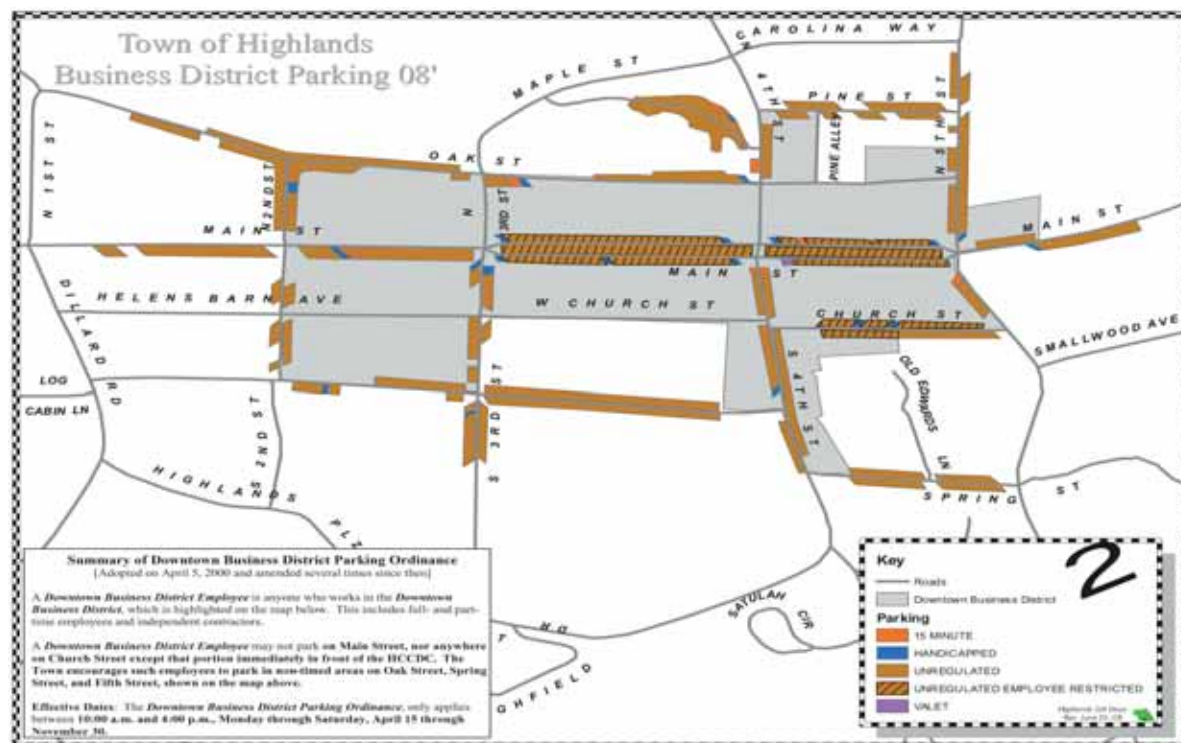 Town of Highlands
Business District Parking 08'
CAROLINA WAY
MAPLE ST
N 4TH ST
PINE ST
PINE ALLEY
N 5TH ST
N 1ST ST
OAK ST
N 2ND ST
N 3RD ST
MAIN ST
MAIN ST
MAIN ST
HELENS BARN AVE
W CHURCH ST
CHURCH ST
DILLARD RD
SMALLWOOD AVE
LOG
CABIN LN
OLD EDWARDS LN
S 4TH ST
S 3RD ST
S 2ND ST
HIGHLANDS PLZ
SPRING ST
SATULAH CIR
T
RD
GHFIELD
DR
Summary of Downtown Business District Parking Ordinance
[Adopted on April 5, 2000 and amended several times since then]
A Downtown Business District Employee is anyone who works in the Downtown
Business District, which is highlighted on the map below. This includes full- and part-
time employees and independent contractors.
A Downtown Business District Employee may not park on Main Street, nor anywhere
on Church Street except that portion immediately in front of the HCCDC. The
Town encourages such employees to park in non-timed areas on Oak Street, Spring
Street, and Fifth Street, shown on the map above.
Effective Dates: The Downtown Business District Parking Ordinance, only applies
between 10:00 a.m. and 4:00 p.m., Monday through Saturday, April 15 through
November 30.
2
Key
Roads
Downtown Business District
Parking
15 MINUTE
HANDICAPPED
UNREGULATED
UNREGULATED EMPLOYEE RESTRICTED
VALET